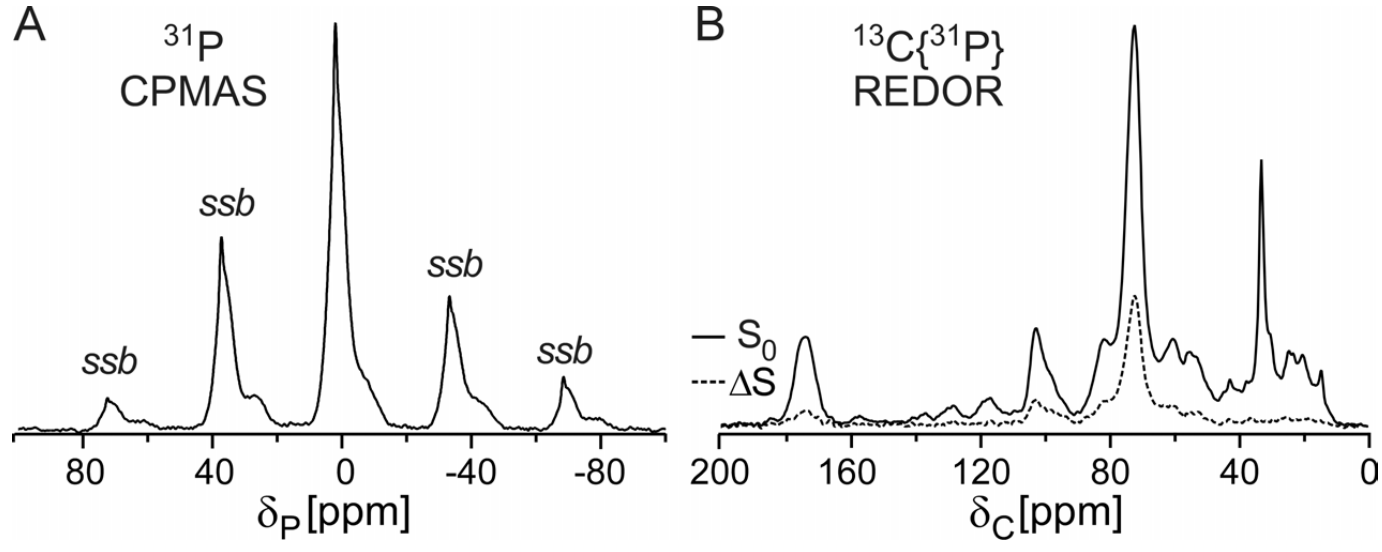 A
³¹P
CPMAS
ssb
ssb
ssb
ssb
80
40
0
-40
-80
δP[ppm]
B
¹³C{³¹P}
REDOR
S₀
ΔS
200
160
120
80
40
0
δC[ppm]